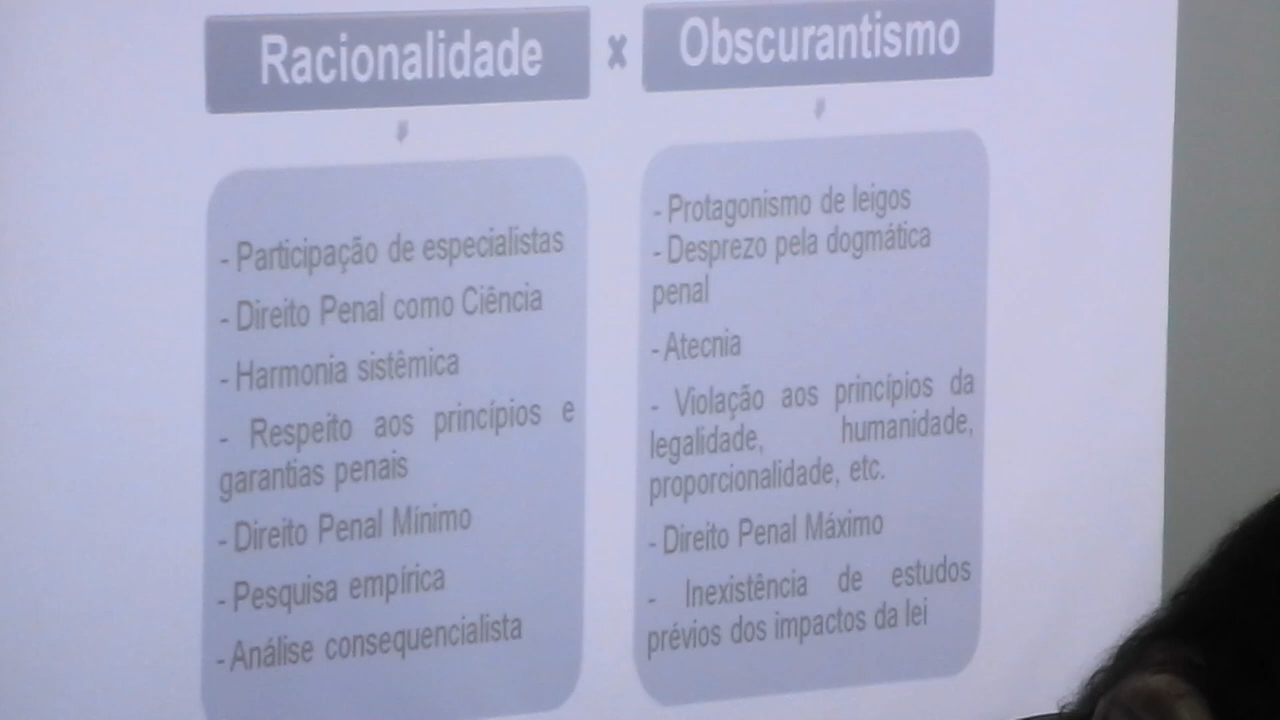 Racionalidade x Obscurantismo
- Participação de especialistas
- Direito Penal como Ciência
- Harmonia sistêmica
- Respeito aos princípios e
garantias penais
- Direito Penal Mínimo
- Pesquisa empírica
- Análise consequencialista
- Protagonismo de leigos
- Desprezo pela dogmática
penal
- Atecnia
- Violação aos princípios da
legalidade, humanidade,
proporcionalidade, etc.
- Direito Penal Máximo
- Inexistência de estudos
prévios dos impactos da lei